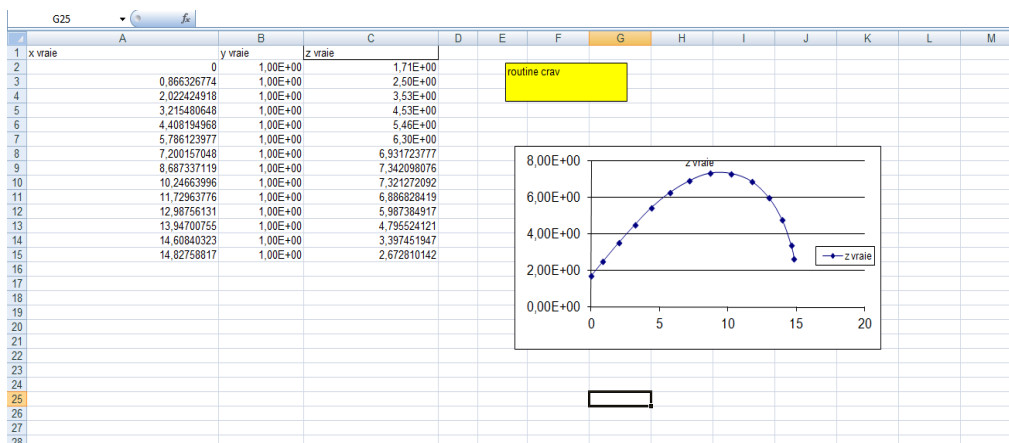 G25 fx
A B C D E F G H I J K L M
1 x vraie y vraie z vraie
2 0 1,00E+00 1,71E+00
3 0,866326774 1,00E+00 2,50E+00
4 2,022424918 1,00E+00 3,53E+00
5 3,215480648 1,00E+00 4,53E+00
6 4,408194968 1,00E+00 5,46E+00
7 5,786123977 1,00E+00 6,30E+00
8 7,200157048 1,00E+00 6,931723777
9 8,687337119 1,00E+00 7,342098076
10 10,24663996 1,00E+00 7,321272092
11 11,72963776 1,00E+00 6,886828419
12 12,98756131 1,00E+00 5,987384917
13 13,94700755 1,00E+00 4,795524121
14 14,60840323 1,00E+00 3,397451947
15 14,82758817 1,00E+00 2,672810142
16
17
18
19
20
21
22
23
24
25
26
27
28
routine crav
z vraie
8,00E+00
6,00E+00
4,00E+00
2,00E+00
0,00E+00
0 5 10 15 20
z vraie